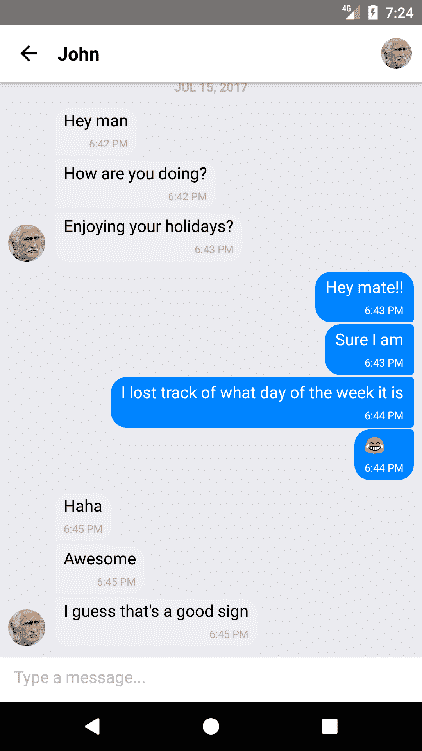 4G 7:24
John
JUL 15, 2017
Hey man
6:42 PM
How are you doing?
6:42 PM
Enjoying your holidays?
6:43 PM
Hey mate!!
6:43 PM
Sure I am
6:43 PM
I lost track of what day of the week it is
6:44 PM
😂
6:44 PM
Haha
6:45 PM
Awesome
6:45 PM
I guess that's a good sign
6:45 PM
Type a message...